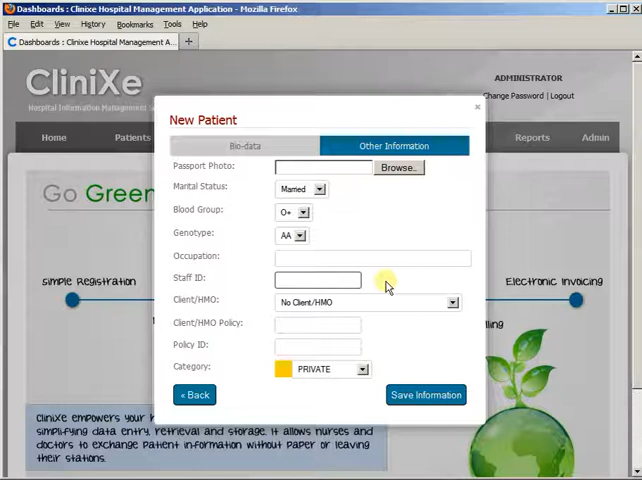 Dashboards : Clinixe Hospital Management Application - Mozilla Firefox
File Edit View History Bookmarks Tools Help
Dashboards : Clinixe Hospital Management A...
CliniXe
ADMINISTRATOR
Hospital Information Management
Change Password | Logout
New Patient
Home Patients Reports Admin
Bio-data Other Information
Passport Photo: Browse..
Marital Status: Married
Go Green
Blood Group: O+
Genotype: AA
Occupation:
Staff ID:
Simple Registration Electronic Invoicing
Client/HMO: No Client/HMO
Client/HMO Policy:
Policy ID:
Category: PRIVATE
« Back Save Information
CliniXe empowers your h
simplifying data entry, retrieval and storage. It allows nurses and
doctors to exchange patient information without paper or leaving
their stations.